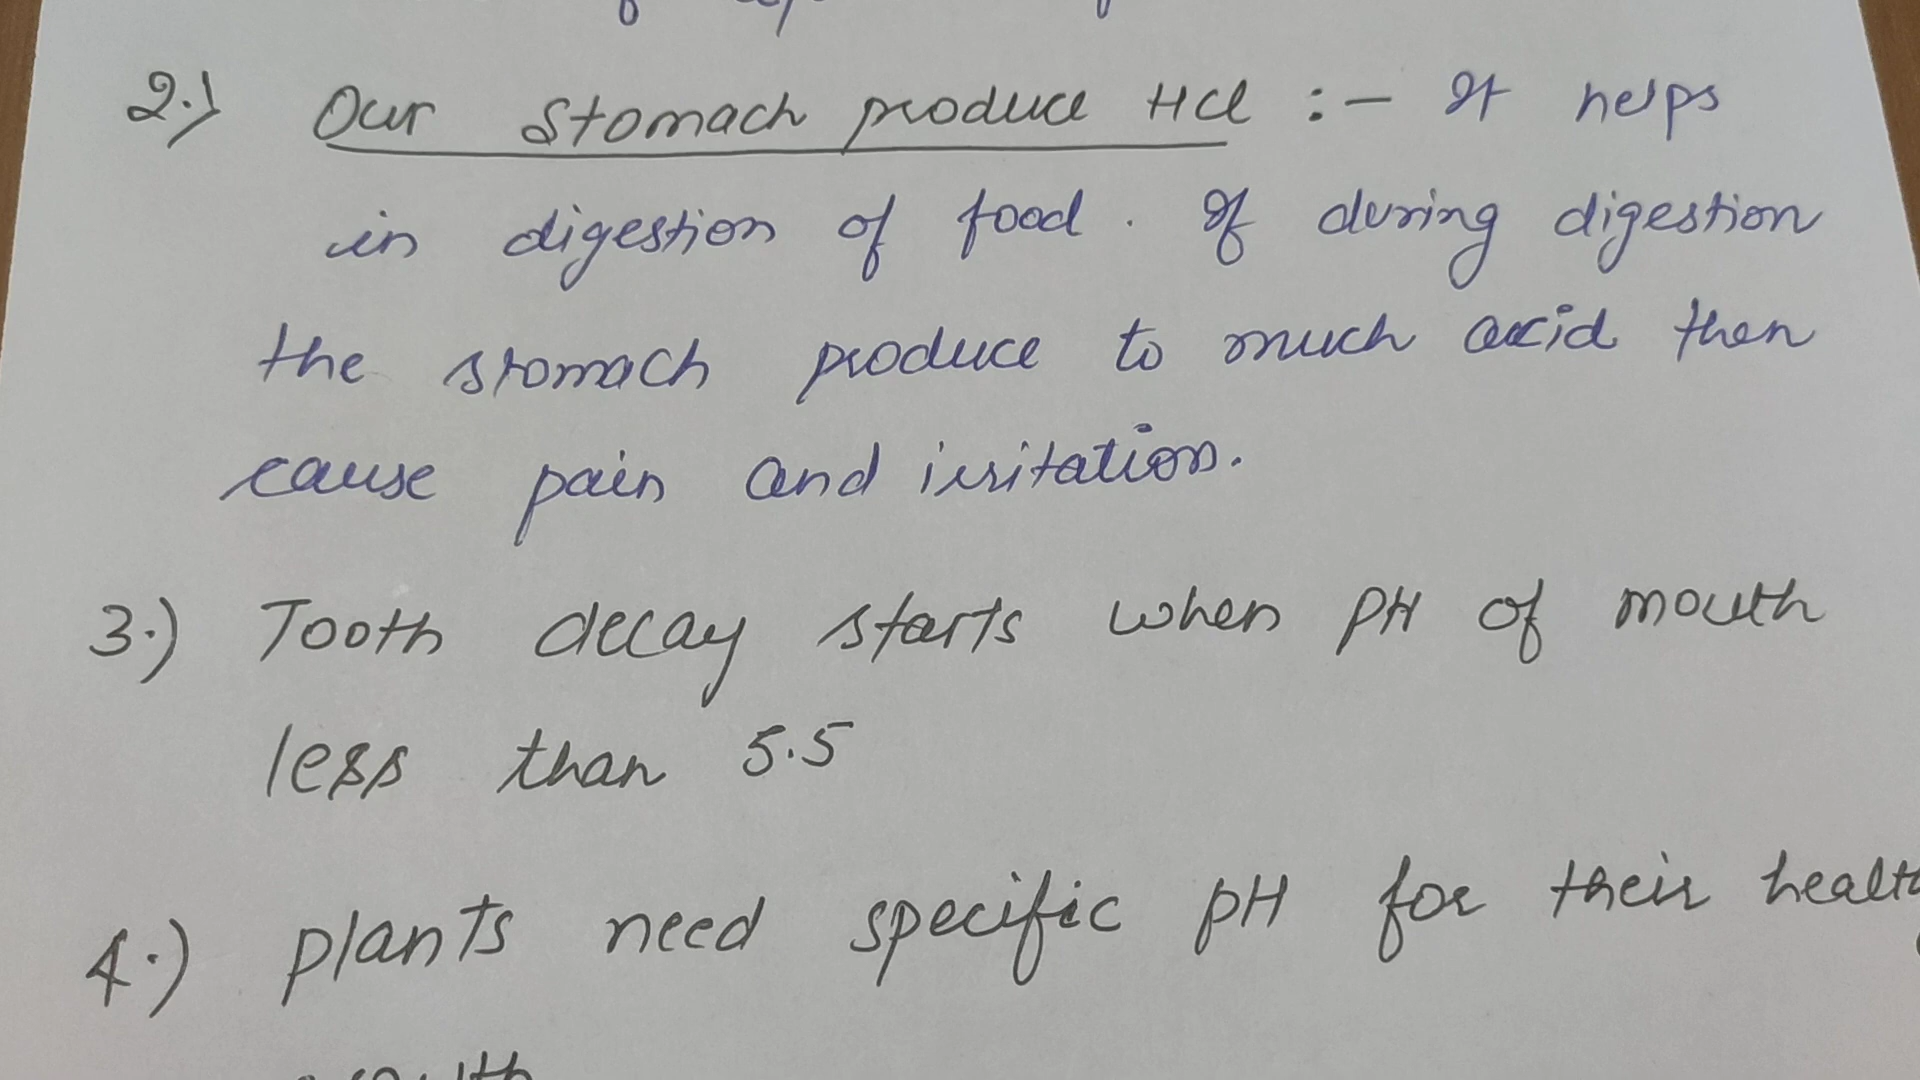 2.) Our Stomach produce HCl :- It helps
in digestion of food. If during digestion
the stomach produce to much acid then
cause pain and irritation.
3.) Tooth decay starts when PH of mouth
less than 5.5
4.) plants need specific pH for their